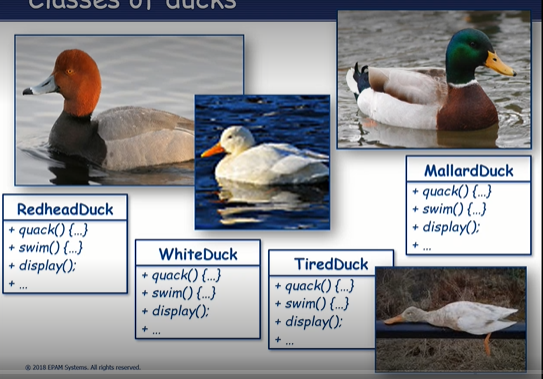 Classes of ducks
RedheadDuck
+ quack() {...}
+ swim() {...}
+ display();
+ ...
WhiteDuck
+ quack() {...}
+ swim() {...}
+ display();
+ ...
TiredDuck
+ quack() {...}
+ swim() {...}
+ display();
+ ...
MallardDuck
+ quack() {...}
+ swim() {...}
+ display();
+ ...
© 2018 EPAM Systems. All rights reserved.